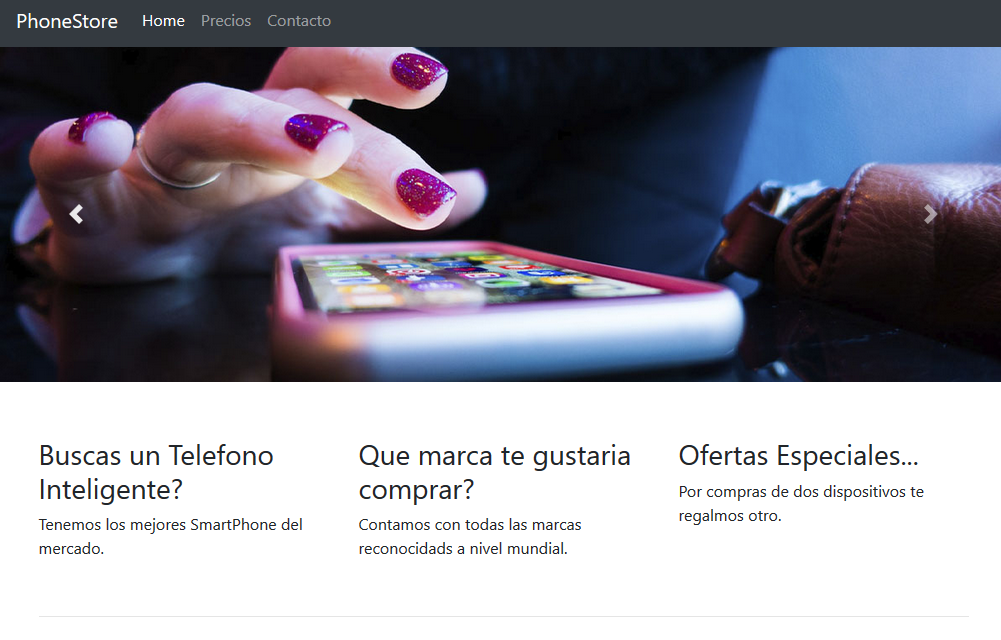 PhoneStore Home Precios Contacto
Buscas un Telefono
Inteligente?
Tenemos los mejores SmartPhone del
mercado.
Que marca te gustaria
comprar?
Contamos con todas las marcas
reconocidads a nivel mundial.
Ofertas Especiales...
Por compras de dos dispositivos te
regalmos otro.